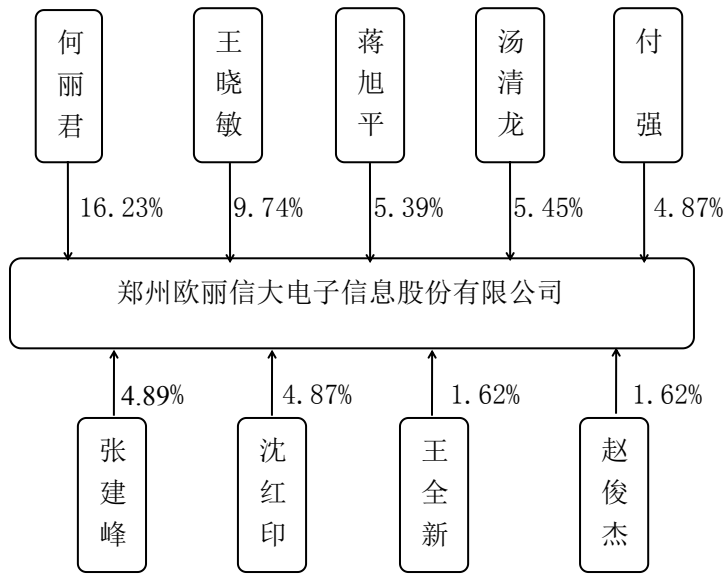 何丽君
王晓敏
蒋旭平
汤清龙
付强
16.23%
9.74%
5.39%
5.45%
4.87%
郑州欧丽信大电子信息股份有限公司
4.89%
4.87%
1.62%
1.62%
张建峰
沈红印
王全新
赵俊杰